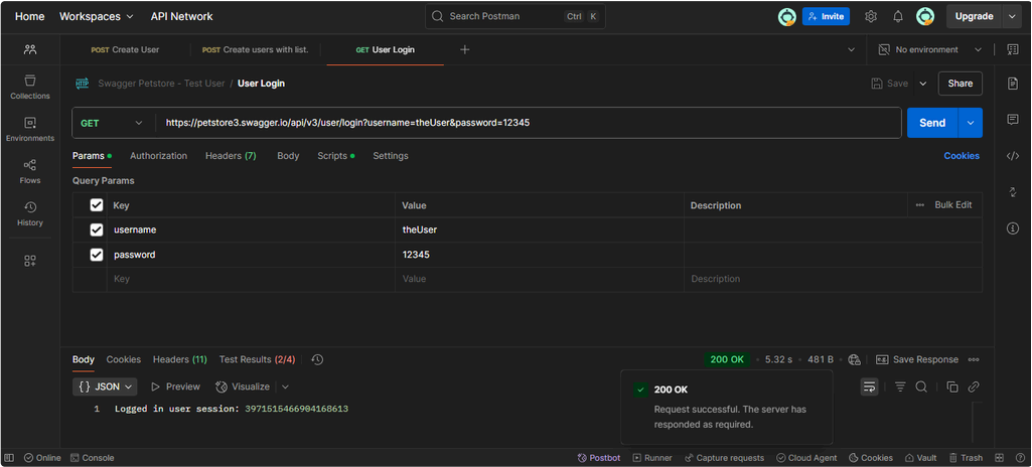 Home Workspaces API Network Search Postman Ctrl K Invite Upgrade
POST Create User POST Create users with list. GET User Login No environment
Swagger Petstore - Test User / User Login Save Share
Collections
GET https://petstore3.swagger.io/api/v3/user/login?username=theUser&password=12345 Send
Environments
Params Authorization Headers (7) Body Scripts Settings Cookies
Flows
Query Params
Key Value Description Bulk Edit
History
username theUser
password 12345
Key Value Description
Body Cookies Headers (11) Test Results (2/4) 200 OK 5.32 s 481 B Save Response
{} JSON Preview Visualize
200 OK
1 Logged in user session: 3971515466904168613
Request successful. The server has
responded as required.
Online Console Postbot Runner Capture requests Cloud Agent Cookies Vault Trash